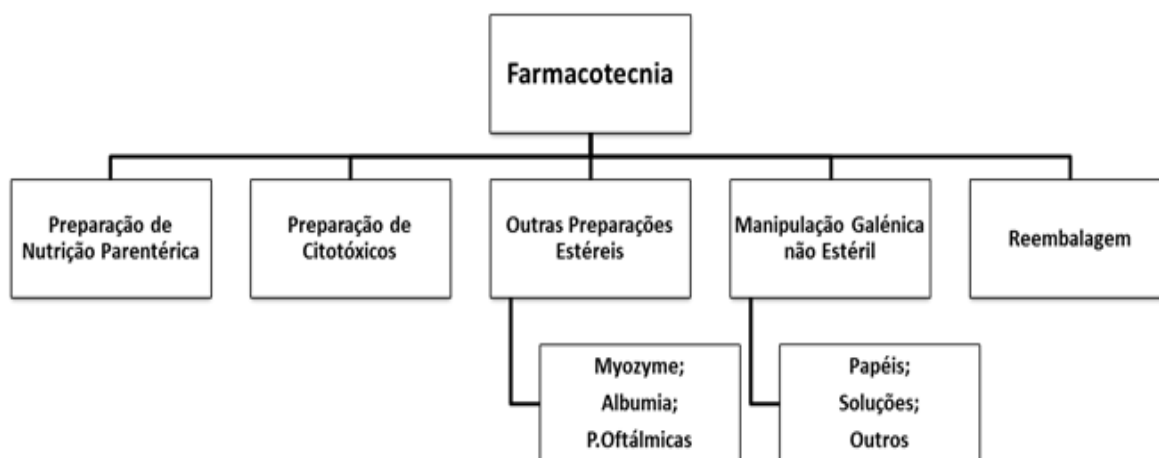 Farmacotecnia
Preparação de
Nutrição Parentérica
Preparação de
Citotóxicos
Outras Preparações
Estéreis
Manipulação Galénica
não Estéril
Reembalagem
Myozyme;
Albumia;
P.Oftálmicas
Papéis;
Soluções;
Outros